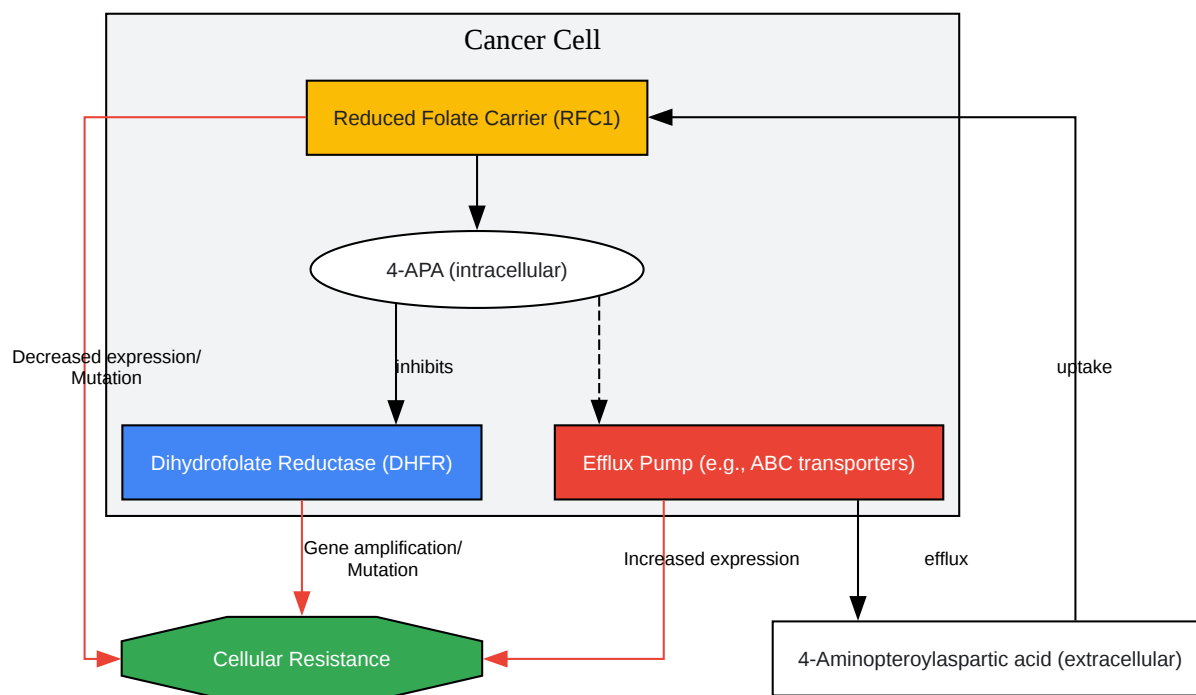 Cancer Cell
Reduced Folate Carrier (RFC1)
4-APA (intracellular)
Decreased expression/
Mutation
inhibits
uptake
Dihydrofolate Reductase (DHFR)
Efflux Pump (e.g., ABC transporters)
Gene amplification/
Mutation
Increased expression
efflux
Cellular Resistance
4-Aminopteroylaspartic acid (extracellular)